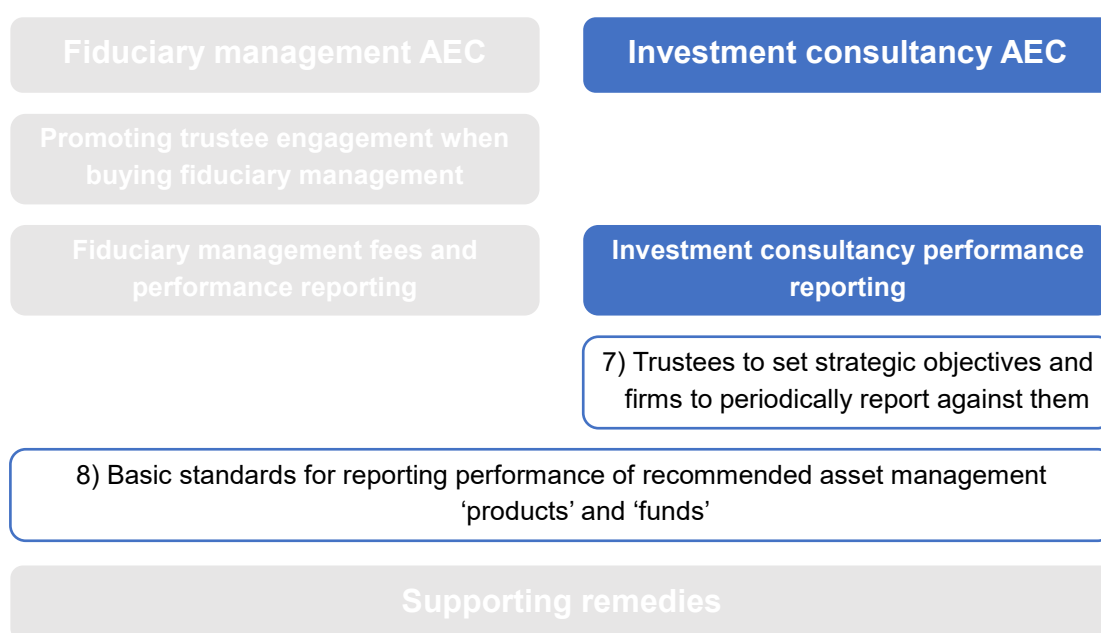 Fiduciary management AEC
Investment consultancy AEC
Promoting trustee engagement when
buying fiduciary management
Fiduciary management fees and
performance reporting
Investment consultancy performance
reporting
7) Trustees to set strategic objectives and
firms to periodically report against them
8) Basic standards for reporting performance of recommended asset management
‘products’ and ‘funds’
Supporting remedies